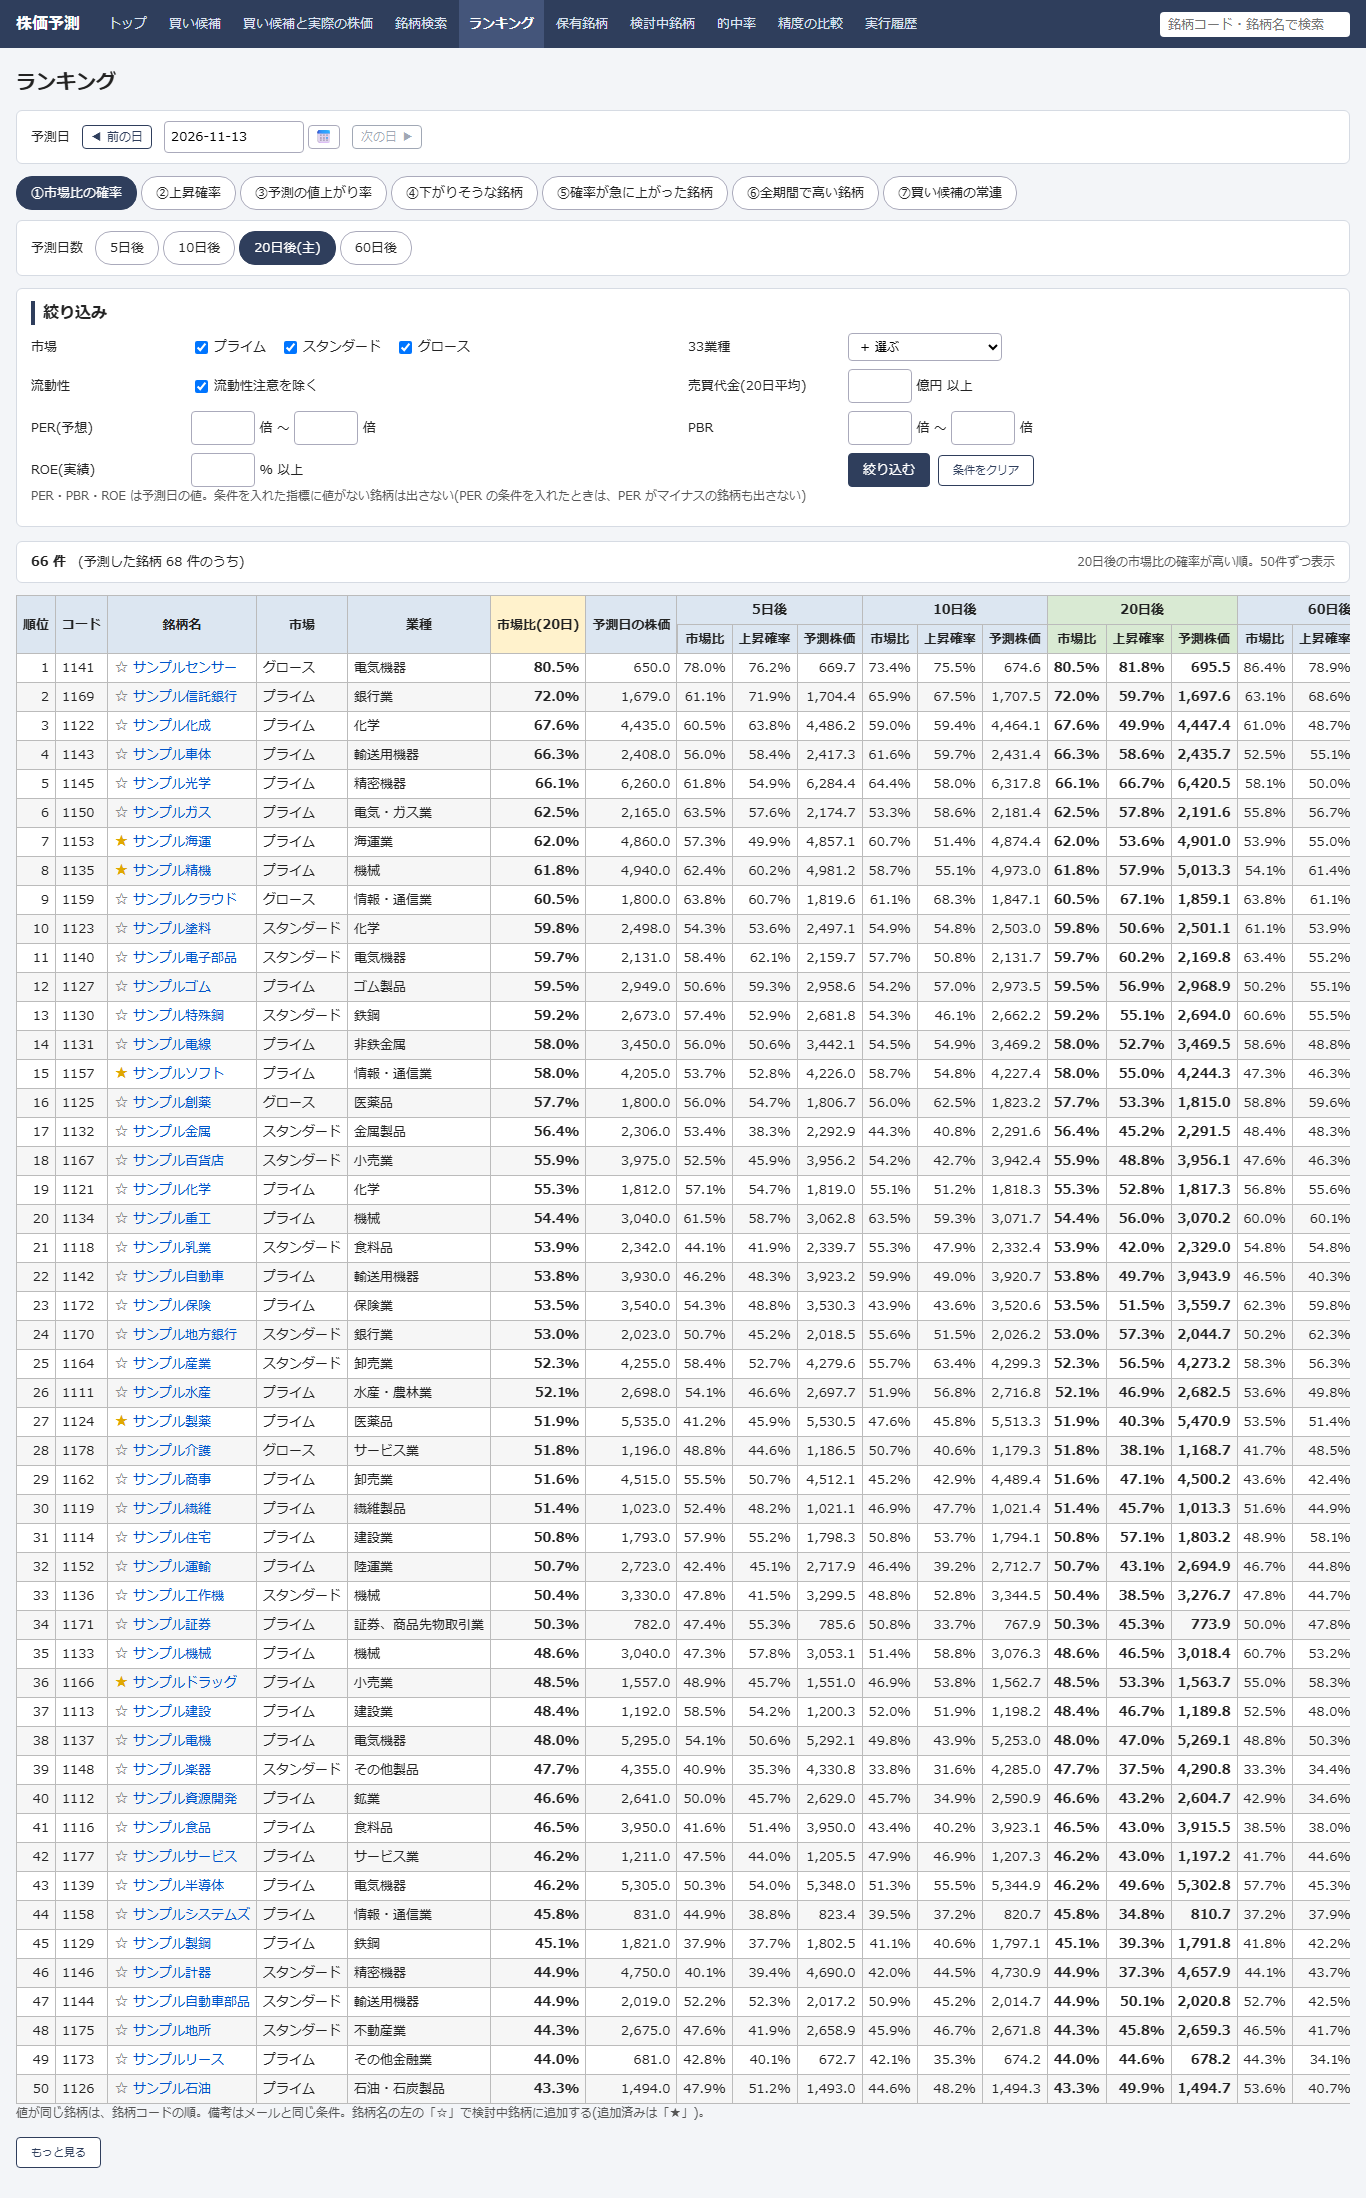 株価予測 トップ 買い候補 買い候補と実際の株価 銘柄検索 ランキング 保有銘柄 検討中銘柄 的中率 精度の比較 実行履歴 銘柄コード・銘柄名で検索
ランキング
予測日 ◀ 前の日 2026-11-13 次の日 ▶
①市場比の確率 ②上昇確率 ③予測の値上がり率 ④下がりそうな銘柄 ⑤確率が急に上がった銘柄 ⑥全期間で高い銘柄 ⑦買い候補の常連
予測日数 5日後 10日後 20日後(主) 60日後
絞り込み
市場 プライム スタンダード グロース 33業種 + 選ぶ
流動性 流動性注意を除く 売買代金(20日平均) 億円 以上
PER(予想) 倍 ～ 倍 PBR 倍 ～ 倍
ROE(実績) % 以上 絞り込む 条件をクリア
PER・PBR・ROE は予測日の値。条件を入れた指標に値がない銘柄は出さない(PER の条件を入れたときは、PER がマイナスの銘柄も出さない)
66 件 (予測した銘柄 68 件のうち) 20日後の市場比の確率が高い順。50件ずつ表示
順位 コード 銘柄名 市場 業種 市場比(20日) 予測日の株価 5日後 10日後 20日後 60日後
市場比 上昇確率 予測株価 市場比 上昇確率 予測株価 市場比 上昇確率 予測株価 市場比 上昇確率
1 1141 ☆ サンプルセンサー グロース 電気機器 80.5% 650.0 78.0% 76.2% 669.7 73.4% 75.5% 674.6 80.5% 81.8% 695.5 86.4% 78.9%
2 1169 ☆ サンプル信託銀行 プライム 銀行業 72.0% 1,679.0 61.1% 71.9% 1,704.4 65.9% 67.5% 1,707.5 72.0% 59.7% 1,697.6 63.1% 68.6%
3 1122 ☆ サンプル化成 プライム 化学 67.6% 4,435.0 60.5% 63.8% 4,486.2 59.0% 59.4% 4,464.1 67.6% 49.9% 4,447.4 61.0% 48.7%
4 1143 ☆ サンプル車体 プライム 輸送用機器 66.3% 2,408.0 56.0% 58.4% 2,417.3 61.6% 59.7% 2,431.4 66.3% 58.6% 2,435.7 52.5% 55.1%
5 1145 ☆ サンプル光学 プライム 精密機器 66.1% 6,260.0 61.8% 54.9% 6,284.4 64.4% 58.0% 6,317.8 66.1% 66.7% 6,420.5 58.1% 50.0%
6 1150 ☆ サンプルガス プライム 電気・ガス業 62.5% 2,165.0 63.5% 57.6% 2,174.7 53.3% 58.6% 2,181.4 62.5% 57.8% 2,191.6 55.8% 56.7%
7 1153 ★ サンプル海運 プライム 海運業 62.0% 4,860.0 57.3% 49.9% 4,857.1 60.7% 51.4% 4,874.4 62.0% 53.6% 4,901.0 53.9% 55.0%
8 1135 ★ サンプル精機 プライム 機械 61.8% 4,940.0 62.4% 60.2% 4,981.2 58.7% 55.1% 4,973.0 61.8% 57.9% 5,013.3 54.1% 61.4%
9 1159 ☆ サンプルクラウド グロース 情報・通信業 60.5% 1,800.0 63.8% 60.7% 1,819.6 61.1% 68.3% 1,847.1 60.5% 67.1% 1,859.1 63.8% 61.1%
10 1123 ☆ サンプル塗料 スタンダード 化学 59.8% 2,498.0 54.3% 53.6% 2,497.1 54.9% 54.8% 2,503.0 59.8% 50.6% 2,501.1 61.1% 53.9%
11 1140 ☆ サンプル電子部品 スタンダード 電気機器 59.7% 2,131.0 58.4% 62.1% 2,159.7 57.7% 50.8% 2,131.7 59.7% 60.2% 2,169.8 63.4% 55.2%
12 1127 ☆ サンプルゴム プライム ゴム製品 59.5% 2,949.0 50.6% 59.3% 2,958.6 54.2% 57.0% 2,973.5 59.5% 56.9% 2,968.9 50.2% 55.1%
13 1130 ☆ サンプル特殊鋼 スタンダード 鉄鋼 59.2% 2,673.0 57.4% 52.9% 2,681.8 54.3% 46.1% 2,662.2 59.2% 55.1% 2,694.0 60.6% 55.5%
14 1131 ☆ サンプル電線 プライム 非鉄金属 58.0% 3,450.0 56.0% 50.6% 3,442.1 54.5% 54.9% 3,469.2 58.0% 52.7% 3,469.5 58.6% 48.8%
15 1157 ★ サンプルソフト プライム 情報・通信業 58.0% 4,205.0 53.7% 52.8% 4,226.0 58.7% 54.8% 4,227.4 58.0% 55.0% 4,244.3 47.3% 46.3%
16 1125 ☆ サンプル創薬 グロース 医薬品 57.7% 1,800.0 56.0% 54.7% 1,806.7 56.0% 62.5% 1,823.2 57.7% 53.3% 1,815.0 58.8% 59.6%
17 1132 ☆ サンプル金属 スタンダード 金属製品 56.4% 2,306.0 53.4% 38.3% 2,292.9 44.3% 40.8% 2,291.6 56.4% 45.2% 2,291.5 48.4% 48.3%
18 1167 ☆ サンプル百貨店 スタンダード 小売業 55.9% 3,975.0 52.5% 45.9% 3,956.2 54.2% 42.7% 3,942.4 55.9% 48.8% 3,956.1 47.6% 46.3%
19 1121 ☆ サンプル化学 プライム 化学 55.3% 1,812.0 57.1% 54.7% 1,819.0 55.1% 51.2% 1,818.3 55.3% 52.8% 1,817.3 56.8% 55.6%
20 1134 ☆ サンプル重工 プライム 機械 54.4% 3,040.0 61.5% 58.7% 3,062.8 63.5% 59.3% 3,071.7 54.4% 56.0% 3,070.2 60.0% 60.1%
21 1118 ☆ サンプル乳業 スタンダード 食料品 53.9% 2,342.0 44.1% 41.9% 2,339.7 55.3% 47.9% 2,332.4 53.9% 42.0% 2,329.0 54.8% 54.8%
22 1142 ☆ サンプル自動車 プライム 輸送用機器 53.8% 3,930.0 46.2% 48.3% 3,923.2 59.9% 49.0% 3,920.7 53.8% 49.7% 3,943.9 46.5% 40.3%
23 1172 ☆ サンプル保険 プライム 保険業 53.5% 3,540.0 54.3% 48.8% 3,530.3 43.9% 43.6% 3,520.6 53.5% 51.5% 3,559.7 62.3% 59.8%
24 1170 ☆ サンプル地方銀行 スタンダード 銀行業 53.0% 2,023.0 50.7% 45.2% 2,018.5 55.6% 51.5% 2,026.2 53.0% 57.3% 2,044.7 50.2% 62.3%
25 1164 ☆ サンプル産業 スタンダード 卸売業 52.3% 4,255.0 58.4% 52.7% 4,279.6 55.7% 63.4% 4,299.3 52.3% 56.5% 4,273.2 58.3% 56.3%
26 1111 ☆ サンプル水産 プライム 水産・農林業 52.1% 2,698.0 54.1% 46.6% 2,697.7 51.9% 56.8% 2,716.8 52.1% 46.9% 2,682.5 53.6% 49.8%
27 1124 ★ サンプル製薬 プライム 医薬品 51.9% 5,535.0 41.2% 45.9% 5,530.5 47.6% 45.8% 5,513.3 51.9% 40.3% 5,470.9 53.5% 51.4%
28 1178 ☆ サンプル介護 グロース サービス業 51.8% 1,196.0 48.8% 44.6% 1,186.5 50.7% 40.6% 1,179.3 51.8% 38.1% 1,168.7 41.7% 48.5%
29 1162 ☆ サンプル商事 プライム 卸売業 51.6% 4,515.0 55.5% 50.7% 4,512.1 45.2% 42.9% 4,489.4 51.6% 47.1% 4,500.2 43.6% 42.4%
30 1119 ☆ サンプル繊維 プライム 繊維製品 51.4% 1,023.0 52.4% 48.2% 1,021.1 46.9% 47.7% 1,021.4 51.4% 45.7% 1,013.3 51.6% 44.9%
31 1114 ☆ サンプル住宅 プライム 建設業 50.8% 1,793.0 57.9% 55.2% 1,798.3 50.8% 53.7% 1,794.1 50.8% 57.1% 1,803.2 48.9% 58.1%
32 1152 ☆ サンプル運輸 プライム 陸運業 50.7% 2,723.0 42.4% 45.1% 2,717.9 46.4% 39.2% 2,712.7 50.7% 43.1% 2,694.9 46.7% 44.8%
33 1136 ☆ サンプル工作機 スタンダード 機械 50.4% 3,330.0 47.8% 41.5% 3,299.5 48.8% 52.8% 3,344.5 50.4% 38.5% 3,276.7 47.8% 44.7%
34 1171 ☆ サンプル証券 プライム 証券、商品先物取引業 50.3% 782.0 47.4% 55.3% 785.6 50.8% 33.7% 767.9 50.3% 45.3% 773.9 50.0% 47.8%
35 1133 ☆ サンプル機械 プライム 機械 48.6% 3,040.0 47.3% 57.8% 3,053.1 51.4% 58.8% 3,076.3 48.6% 46.5% 3,018.4 60.7% 53.2%
36 1166 ★ サンプルドラッグ プライム 小売業 48.5% 1,557.0 48.9% 45.7% 1,551.0 46.9% 53.8% 1,562.7 48.5% 53.3% 1,563.7 55.0% 58.3%
37 1113 ☆ サンプル建設 プライム 建設業 48.4% 1,192.0 58.5% 54.2% 1,200.3 52.0% 51.9% 1,198.2 48.4% 46.7% 1,189.8 52.5% 48.0%
38 1137 ☆ サンプル電機 プライム 電気機器 48.0% 5,295.0 54.1% 50.6% 5,292.1 49.8% 43.9% 5,253.0 48.0% 47.0% 5,269.1 48.8% 50.3%
39 1148 ☆ サンプル楽器 スタンダード その他製品 47.7% 4,355.0 40.9% 35.3% 4,330.8 33.8% 31.6% 4,285.0 47.7% 37.5% 4,290.8 33.3% 34.4%
40 1112 ☆ サンプル資源開発 プライム 鉱業 46.6% 2,641.0 50.0% 45.7% 2,629.0 45.7% 34.9% 2,590.9 46.6% 43.2% 2,604.7 42.9% 34.6%
41 1116 ☆ サンプル食品 プライム 食料品 46.5% 3,950.0 41.6% 51.4% 3,950.0 43.4% 40.2% 3,923.1 46.5% 43.0% 3,915.5 38.5% 38.0%
42 1177 ☆ サンプルサービス プライム サービス業 46.2% 1,211.0 47.5% 44.0% 1,205.5 47.9% 46.9% 1,207.3 46.2% 43.0% 1,197.2 41.7% 44.6%
43 1139 ☆ サンプル半導体 プライム 電気機器 46.2% 5,305.0 50.3% 54.0% 5,348.0 51.3% 55.5% 5,344.9 46.2% 49.6% 5,302.8 57.7% 45.3%
44 1158 ☆ サンプルシステムズ プライム 情報・通信業 45.8% 831.0 44.9% 38.8% 823.4 39.5% 37.2% 820.7 45.8% 34.8% 810.7 37.2% 37.9%
45 1129 ☆ サンプル製鋼 プライム 鉄鋼 45.1% 1,821.0 37.9% 37.7% 1,802.5 41.1% 40.6% 1,797.1 45.1% 39.3% 1,791.8 41.8% 42.2%
46 1146 ☆ サンプル計器 スタンダード 精密機器 44.9% 4,750.0 40.1% 39.4% 4,690.0 42.0% 44.5% 4,730.9 44.9% 37.3% 4,657.9 44.1% 43.7%
47 1144 ☆ サンプル自動車部品 スタンダード 輸送用機器 44.9% 2,019.0 52.2% 52.3% 2,017.2 50.9% 45.2% 2,014.7 44.9% 50.1% 2,020.8 52.7% 42.5%
48 1175 ☆ サンプル地所 スタンダード 不動産業 44.3% 2,675.0 47.6% 41.9% 2,658.9 45.9% 46.7% 2,671.8 44.3% 45.8% 2,659.3 46.5% 41.7%
49 1173 ☆ サンプルリース プライム その他金融業 44.0% 681.0 42.8% 40.1% 672.7 42.1% 35.3% 674.2 44.0% 44.6% 678.2 44.3% 34.1%
50 1126 ☆ サンプル石油 プライム 石油・石炭製品 43.3% 1,494.0 47.9% 51.2% 1,493.0 44.6% 48.2% 1,494.3 43.3% 49.9% 1,494.7 53.6% 40.7%
値が同じ銘柄は、銘柄コードの順。備考はメールと同じ条件。銘柄名の左の「☆」で検討中銘柄に追加する(追加済みは「★」)。
もっと見る